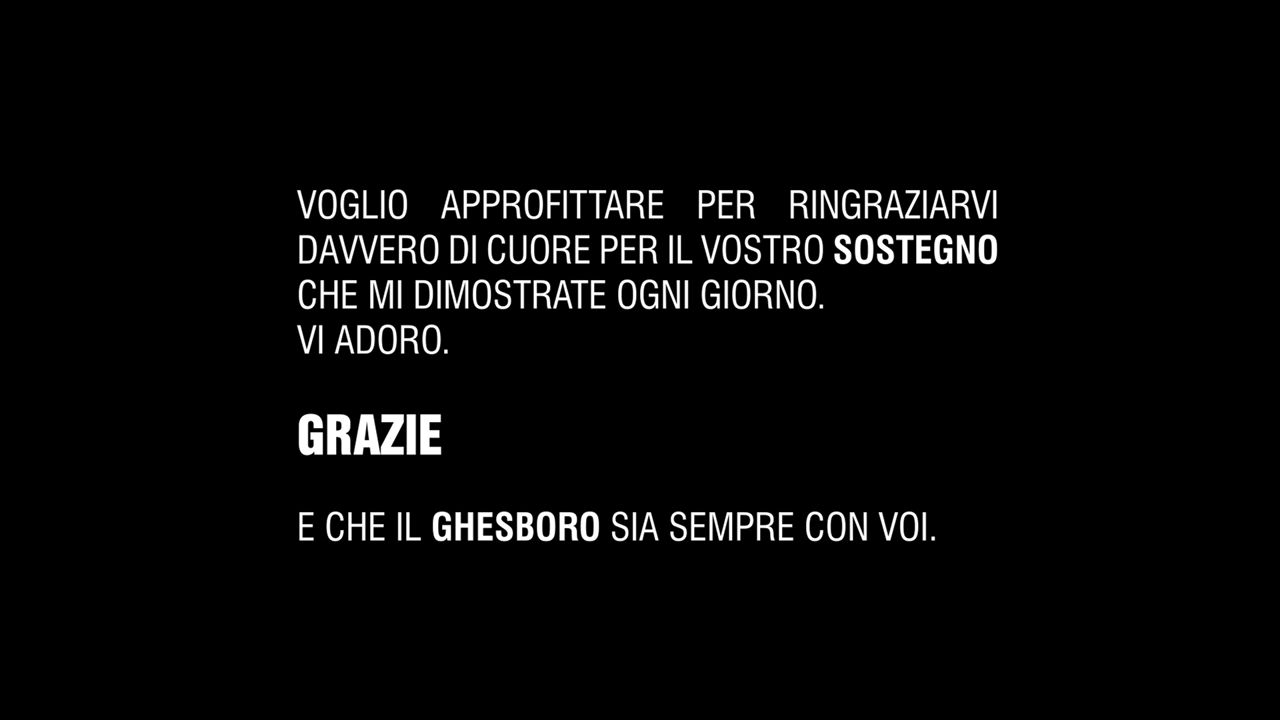 VOGLIO APPROFITTARE PER RINGRAZIARVI
DAVVERO DI CUORE PER IL VOSTRO SOSTEGNO
CHE MI DIMOSTRATE OGNI GIORNO.
VI ADORO.
GRAZIE
E CHE IL GHESBORO SIA SEMPRE CON VOI.